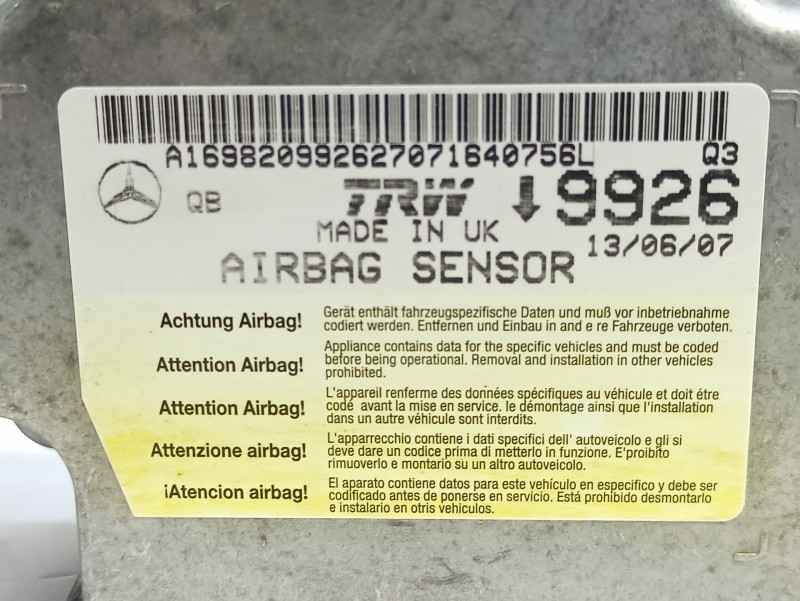 A1698209926270716407​56L Q3
QB TRW 9926
MADE IN UK 13/06/07
AIRBAG SENSOR
Achtung Airbag!
Gerät enthält fahrzeugspezifische Daten und muß vor inbetriebnahme
codiert werden. Entfernen und Einbau in and e re Fahrzeuge verboten.
Attention Airbag!
Appliance contains data for the specific vehicles and must be coded
before being operational. Removal and installation in other vehicles
prohibited.
Attention Airbag!
L'appareil renferme des données spécifiques au véhicule et doit étre
codé avant la mise en service. le démontage ainsi que l'installation
dans un autre véhicule sont interdits.
Attenzione airbag!
L'apparrecchio contiene i dati specifici dell' autoveicolo e gli si
deve dare un codice prima di metterlo in funzione. E'proibito
rimuoverlo e montario su un altro autoveicolo.
¡Atencion airbag!
El aparato contiene datos para este vehículo en especifico y debe ser
codificado antes de ponerse en servicio. Está prohibido desmontarlo
e instalario en otris vehículos.